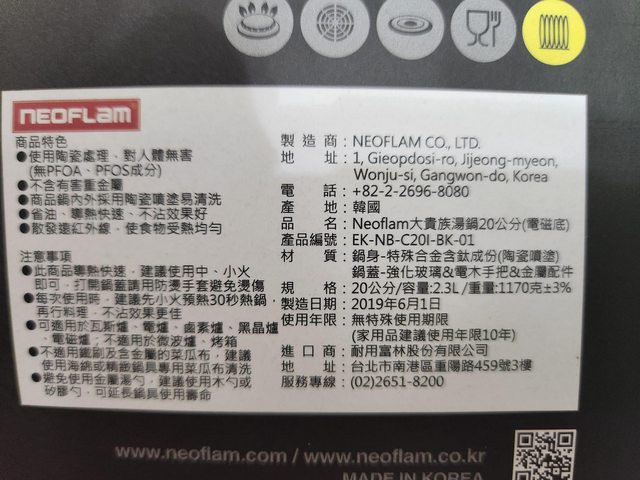 NEOFLAM
商品特色
●使用陶瓷處理、對人體無害
(無PFOA、PFOS成分)
●不含有害重金屬
●商品鍋內外採用陶瓷噴塗易清洗
●省油、導熱快速、不沾效果好
●散發遠紅外線,使食物受熱均勻
注意事項
●此商品導熱快速,建議使用中、小火
即可,打開鍋蓋請用防燙手套避免燙傷
●每次使用時,建議先小火預熱30秒熱鍋,
再行料理,不沾效果更佳
●可適用於瓦斯爐、電爐、鹵素爐、黑晶爐
、電磁爐;不適用於微波爐、烤箱
●不適用鐵刷及含金屬的菜瓜布,建議
使用海綿或精緻鍋具專用菜瓜布清洗
●避免使用金屬湯勺,建議使用木勺或
矽膠勺,可延長鍋具使用壽命
製造商:NEOFLAM CO., LTD.
地址:1, Gieopdosi-ro, Jijeong-myeon,
Wonju-si, Gangwon-do, Korea
電話:+82-2-2696-8080
產地:韓國
品名:Neoflam大貴族湯鍋20公分(電磁底)
產品編號:EK-NB-C20I-BK-01
材質:鍋身-特殊合金含鈦成份(陶瓷噴塗)
鍋蓋-強化玻璃&電木手把&金屬配件
規格:20公分/容量:2.3L/重量:1170克±3%
製造日期:2019年6月1日
使用年限:無特殊使用期限
(家用品建議使用年限10年)
進口商:耐用富林股份有限公司
地址:台北市南港區重陽路459號3樓
服務專線:(02)2651-8200
www.neoflam.com / www.neoflam.co.kr
MADE IN KOREA